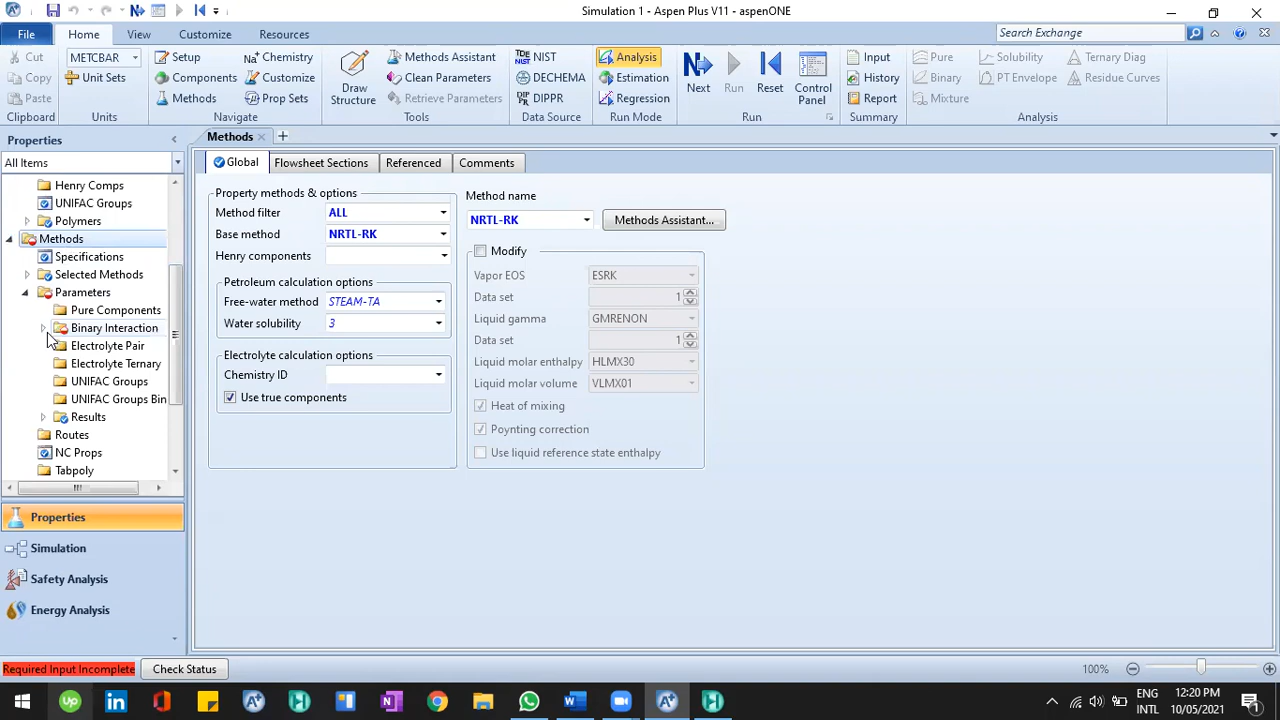 Simulation 1 - Aspen Plus V11 - aspenONE
File Home View Customize Resources
Search Exchange
Cut METCBAR Setup Chemistry Methods Assistant NIST Analysis Input Pure Solubility Ternary Diag
Copy Unit Sets Components Customize Clean Parameters DECHEMA Estimation History Binary PT Envelope Residue Curves
Paste Methods Prop Sets Draw Structure Retrieve Parameters DIPPR Regression Next Run Reset Control Panel Report Mixture
Clipboard Units Navigate Tools Data Source Run Mode Run Summary Analysis
Properties
All Items
Henry Comps
UNIFAC Groups
Polymers
Methods
Specifications
Selected Methods
Parameters
Pure Components
Binary Interaction
Electrolyte Pair
Electrolyte Ternary
UNIFAC Groups
UNIFAC Groups Bin
Results
Routes
NC Props
Tabpoly
Properties
Simulation
Safety Analysis
Energy Analysis
Methods
Global Flowsheet Sections Referenced Comments
Property methods & options
Method filter ALL
Base method NRTL-RK
Henry components
Petroleum calculation options
Free-water method STEAM-TA
Water solubility 3
Electrolyte calculation options
Chemistry ID
Use true components
Method name
NRTL-RK Methods Assistant...
Modify
Vapor EOS ESRK
Data set 1
Liquid gamma GMRENON
Data set 1
Liquid molar enthalpy HLMX30
Liquid molar volume VLMX01
Heat of mixing
Poynting correction
Use liquid reference state enthalpy
Required Input Incomplete Check Status 100%
ENG 12:20 PM
INTL 10/05/2021